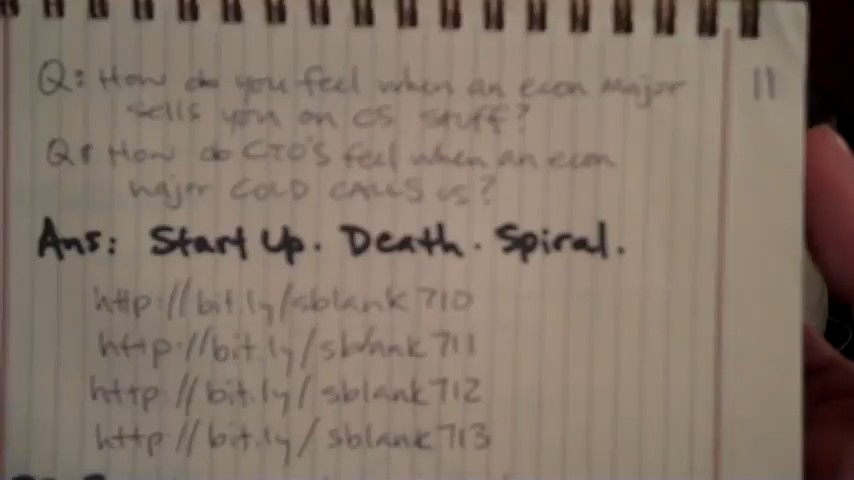 Q: How do you feel when an econ Major
sells you on CS stuff?
11
Q: How do CTO'S feel when an econ
major COLD CALLS us?
Ans: Start Up. Death. Spiral.
http://bit.ly/sblank710
http://bit.ly/sblank711
http://bit.ly/sblank712
http://bit.ly/sblank713